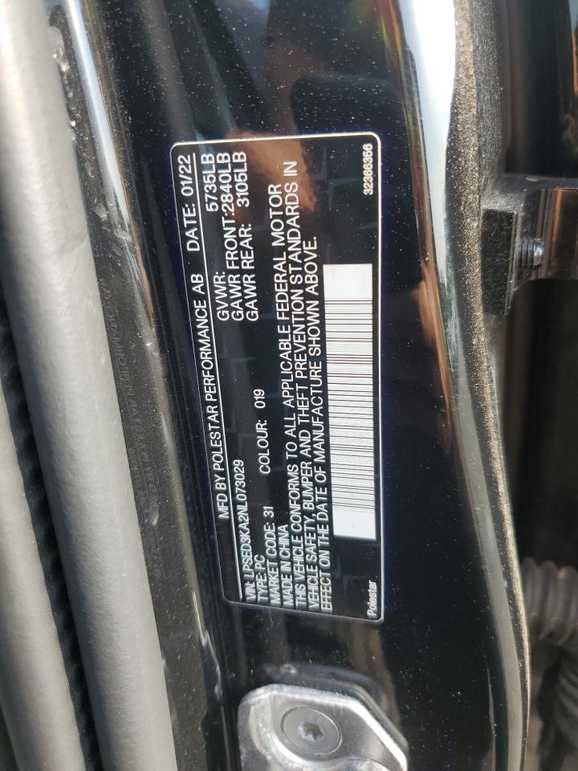 MFD BY POLESTAR PERFORMANCE AB DATE: 01/22
GVWR: 5735LB
GAWR FRONT:2840LB
GAWR REAR: 3105LB
VIN: LPSED3KA2NL073029
TYPE: PC
MARKET CODE: 31 COLOUR: 019
MADE IN CHINA
THIS VEHICLE CONFORMS TO ALL APPLICABLE FEDERAL MOTOR
VEHICLE SAFETY, BUMPER AND THEFT PREVENTION STANDARDS IN
EFFECT ON THE DATE OF MANUFACTURE SHOWN ABOVE.
Polestar 32366356